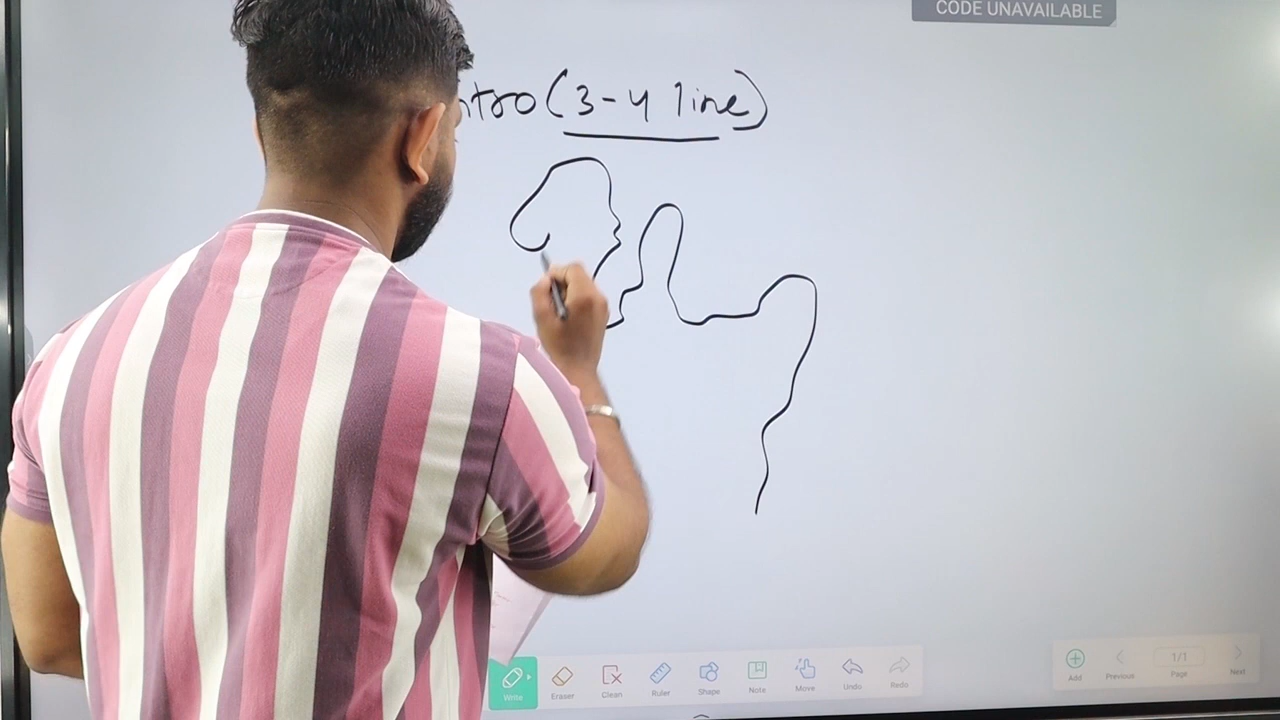 CODE UNAVAILABLE
ntro (3-4 line)
Write
Eraser
Clean
Ruler
Shape
Note
Move
Undo
Redo
Add
Previous
1/1
Page
Next